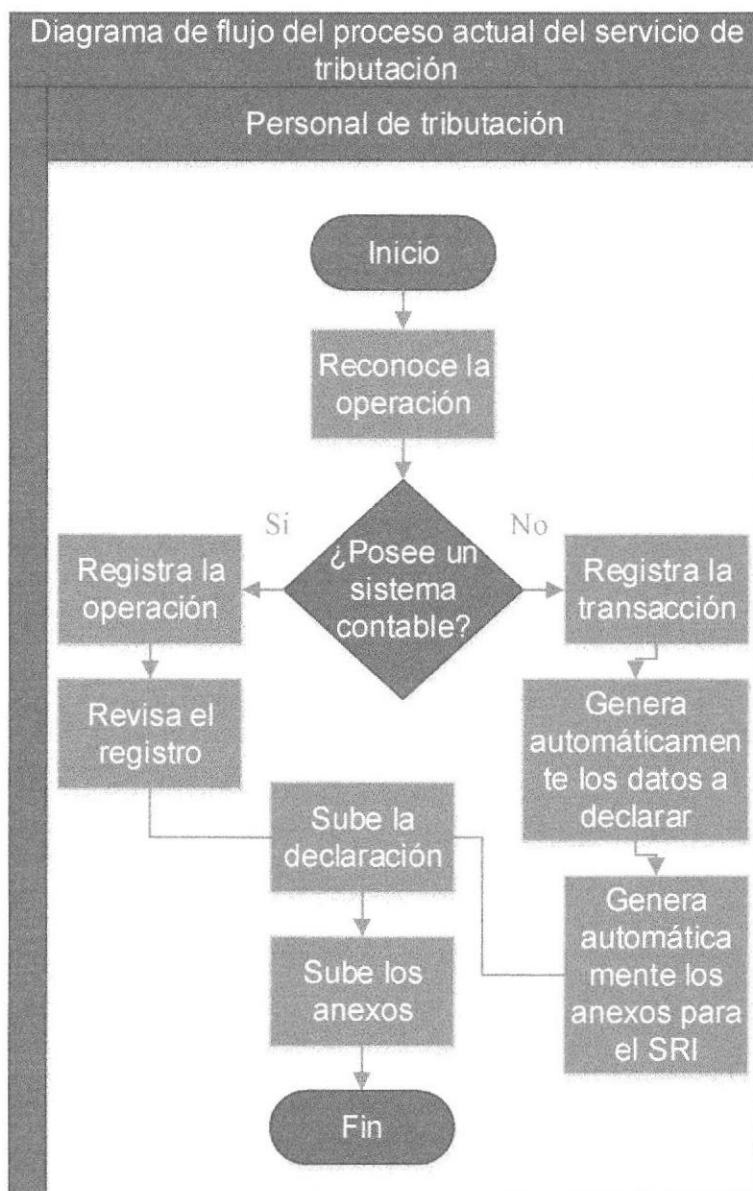 Diagrama de flujo del proceso actual del servicio de
tributación
Personal de tributación
Inicio
Reconoce la
operación
¿Posee un
sistema
contable?
Si
No
Registra la
operación
Revisa el
registro
Registra la
transacción
Genera
automáticamen
te los datos a
declarar
Genera
automática
mente los
anexos para
el SRI
Sube la
declaración
Sube los
anexos
Fin